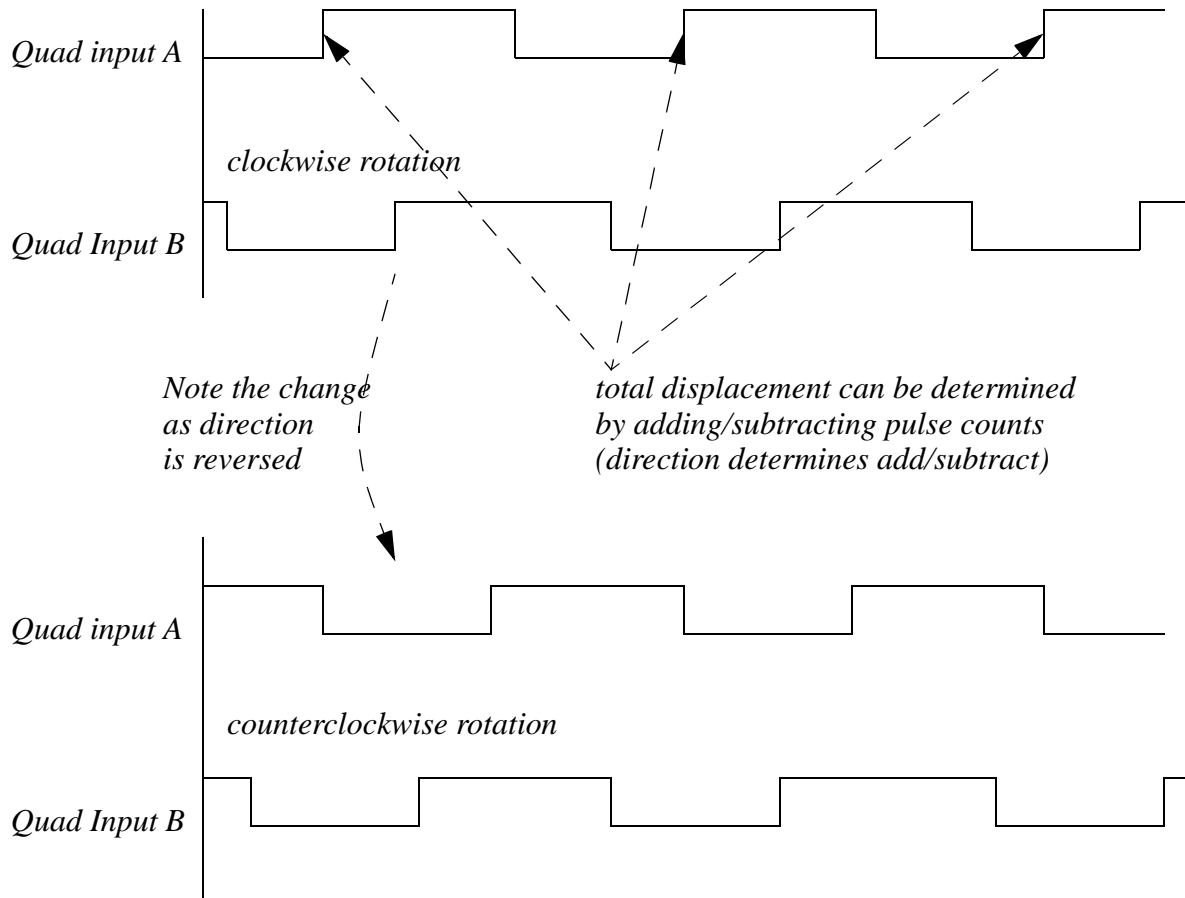 Quad input A
clockwise rotation
Quad Input B
Note the change
as direction
is reversed
total displacement can be determined
by adding/subtracting pulse counts
(direction determines add/subtract)
Quad input A
counterclockwise rotation
Quad Input B